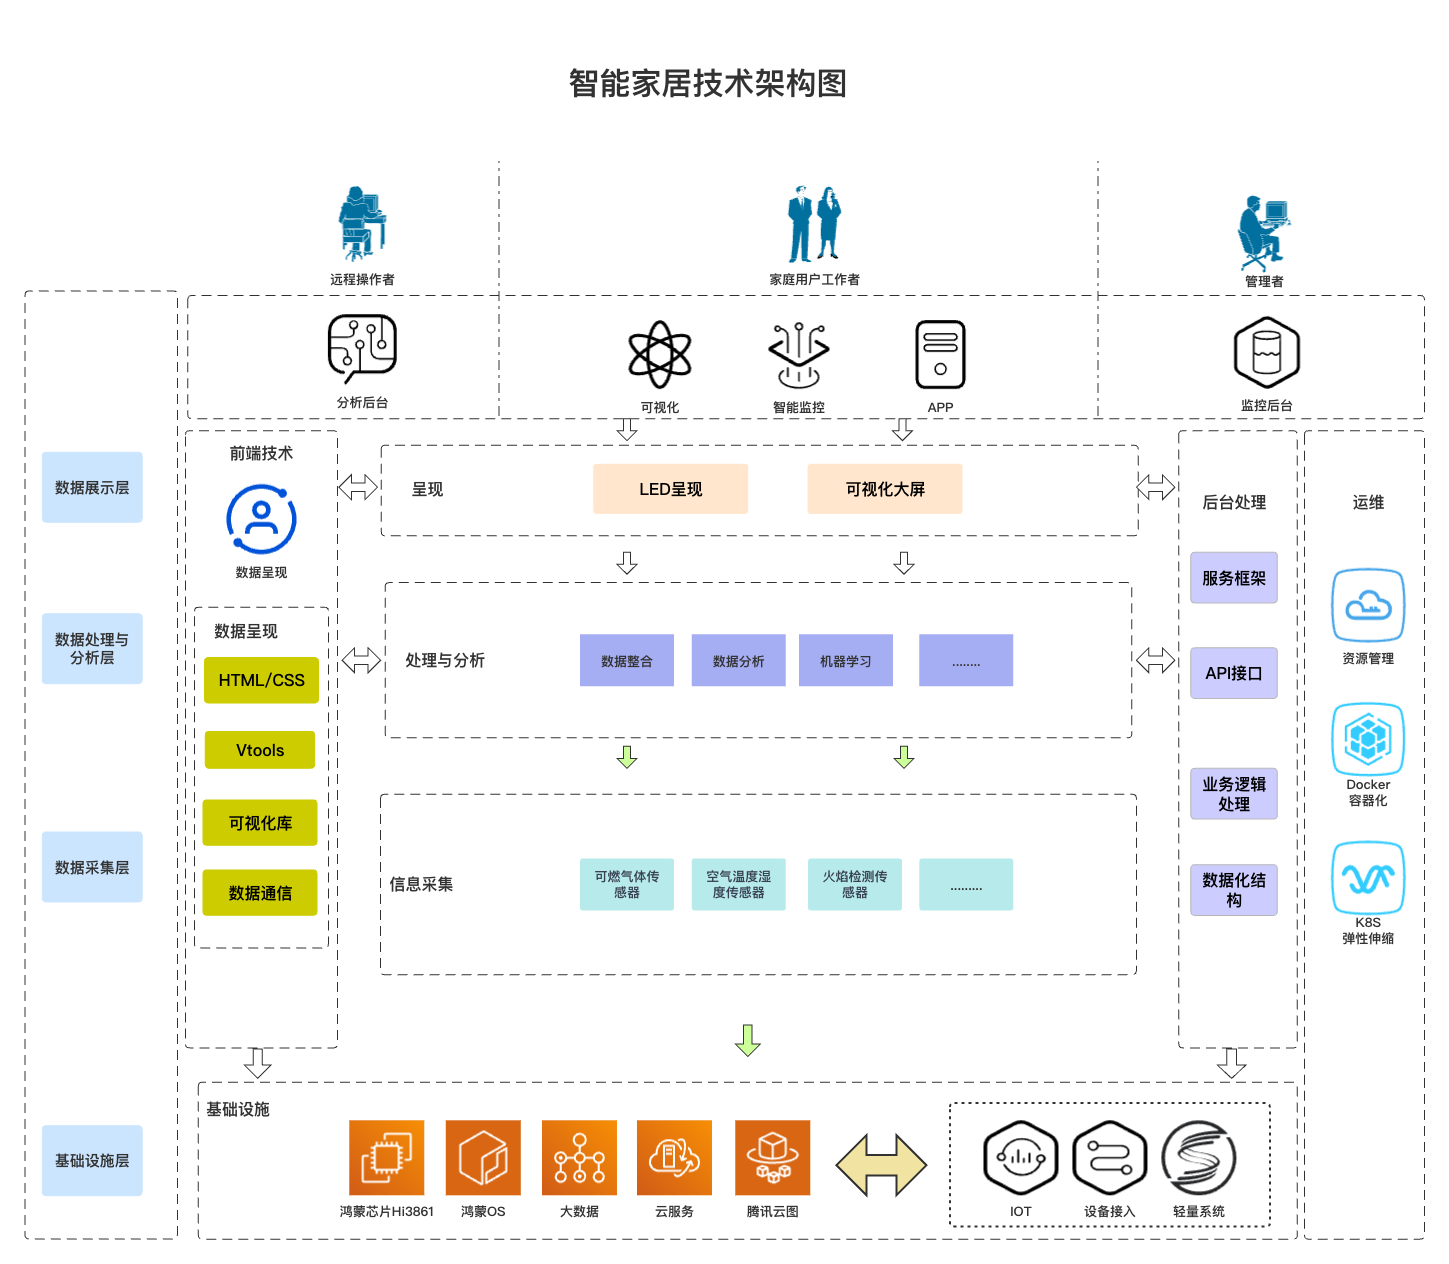 智能家居技术架构图
远程操作者
家庭用户工作者
管理者
分析后台
可视化
智能监控
APP
监控后台
数据展示层
数据处理与
分析层
数据采集层
基础设施层
前端技术
数据呈现
数据呈现
HTML/CSS
Vtools
可视化库
数据通信
呈现
LED呈现
可视化大屏
处理与分析
数据整合
数据分析
机器学习
........
信息采集
可燃气体传
感器
空气温度湿
度传感器
火焰检测传
感器
.........
后台处理
服务框架
API接口
业务逻辑
处理
数据化结
构
运维
资源管理
Docker
容器化
K8S
弹性伸缩
基础设施
鸿蒙芯片Hi3861
鸿蒙OS
大数据
云服务
腾讯云图
IOT
设备接入
轻量系统